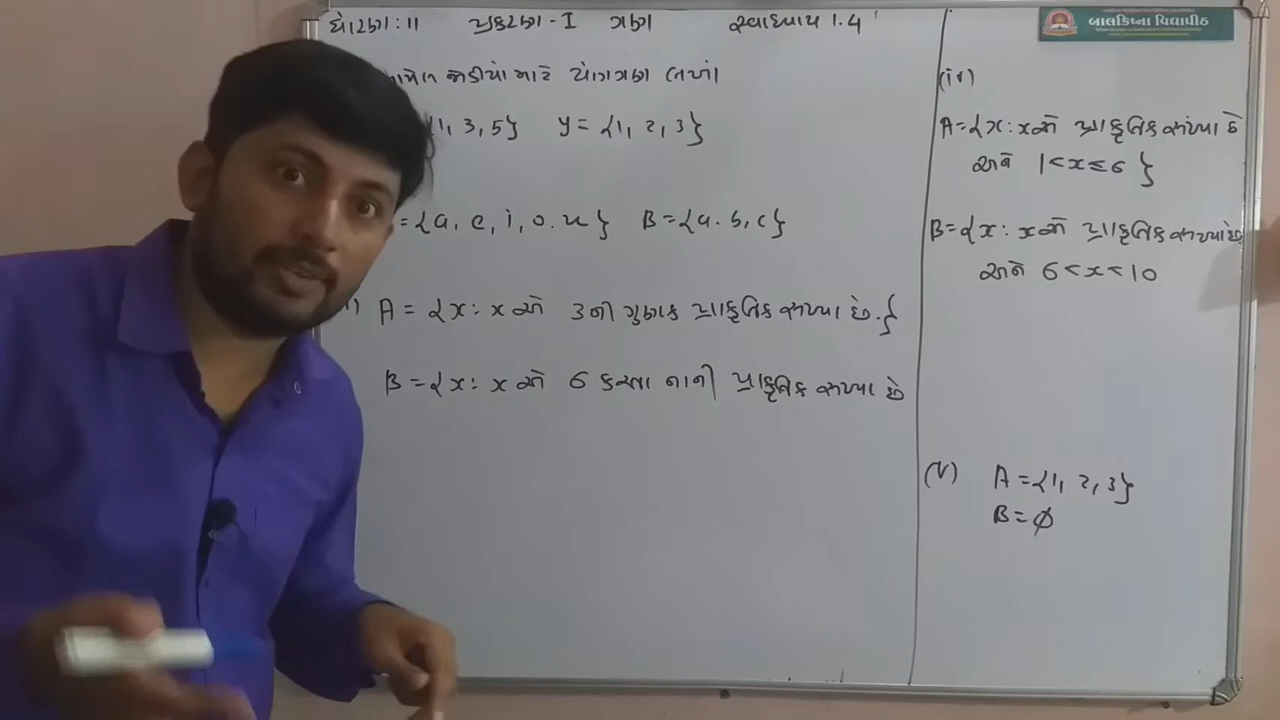 ધોરણ : 11 પ્રકરણ - I ગણ સ્વાધ્યાય 1.4
જોડીઓ માટે યોગગણ લખો
1, 3, 5} y = {1, 2, 3}
= {a, e, i, o. u} B = {a. b, c}
A = {x : x એ 3 ની ગુણક પ્રાકૃતિક સંખ્યા છે.}
B = {x : x એ 6 કરતા નાની પ્રાકૃતિક સંખ્યા છે
બાલકિષ્ના વિદ્યાપીઠ
(iv)
A = {x : x એ પ્રાકૃતિક સંખ્યા છે
અને 1 < x ≤ 6 }
B = {x : x એ પ્રાકૃતિક સંખ્યા છે
અને 6 < x < 10
(V) A = {1, 2, 3}
B = ϕ